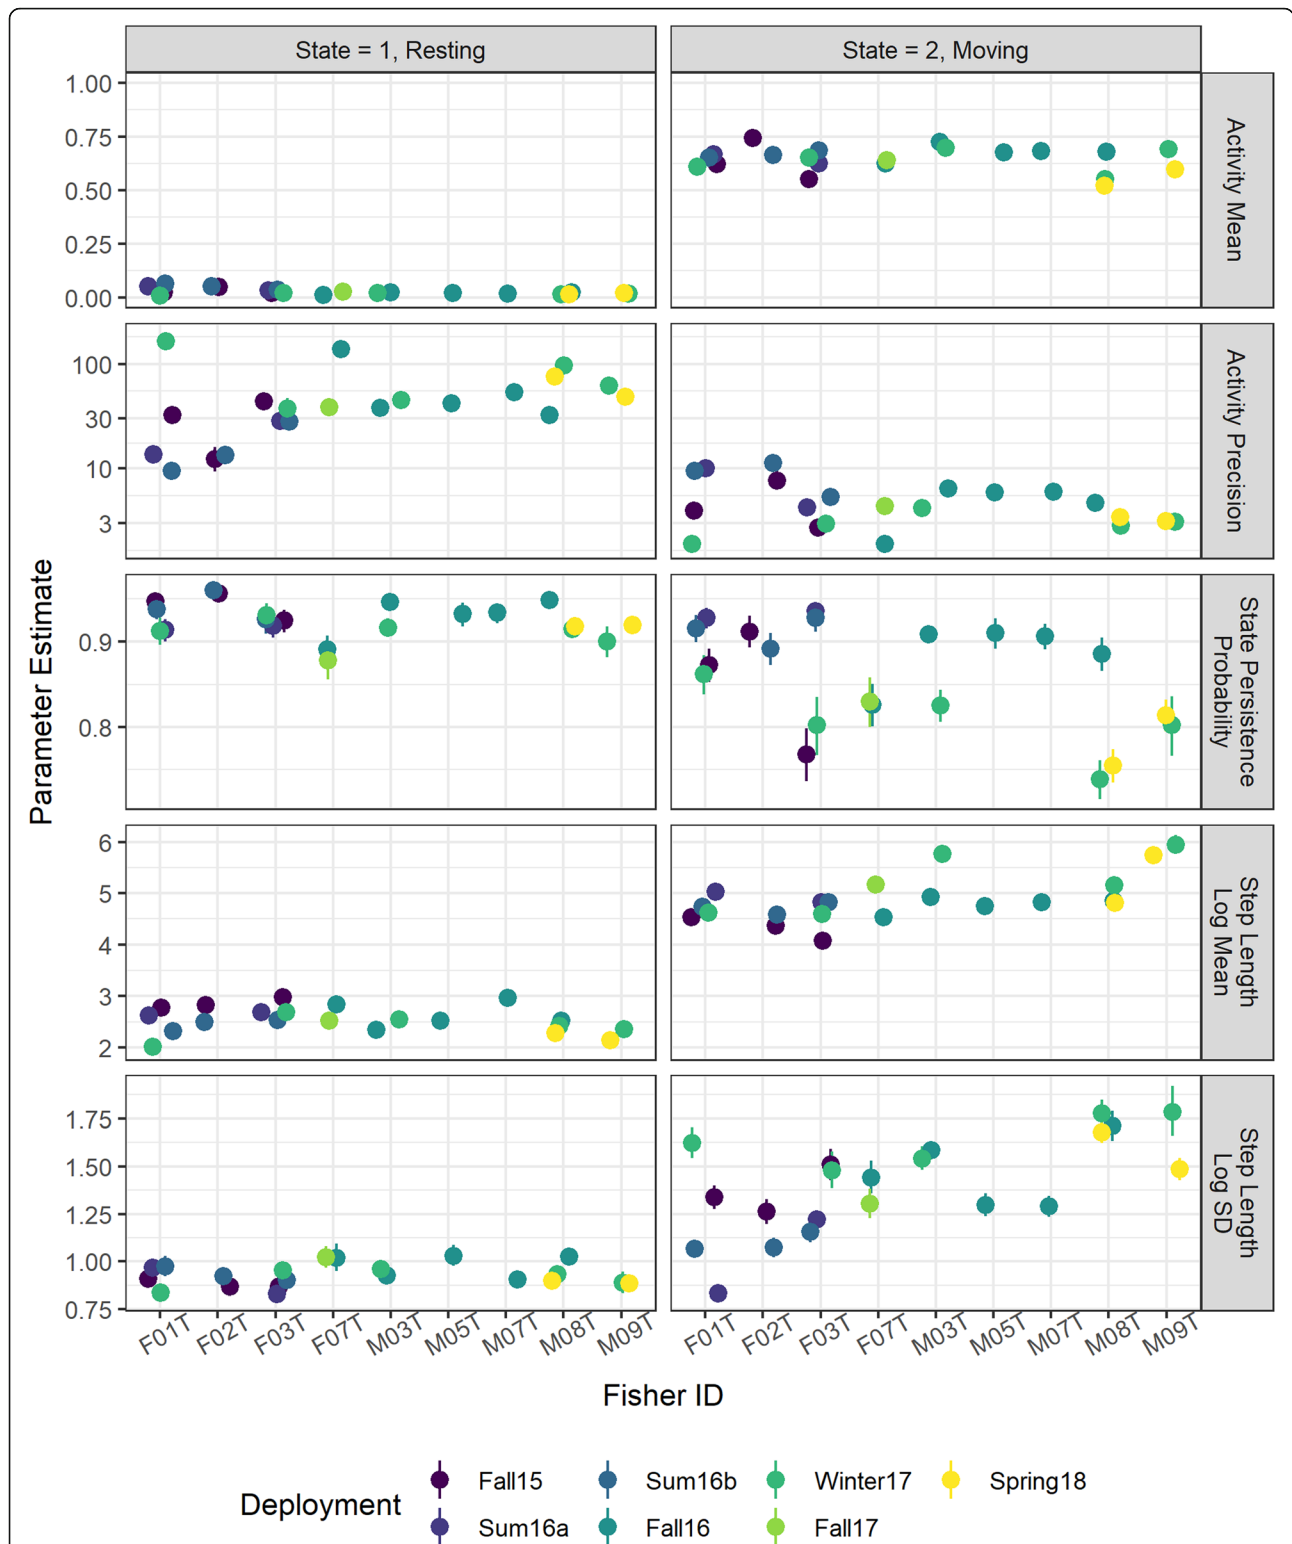 State = 1, Resting
State = 2, Moving
1.00
0.75
0.50
0.25
0.00
Activity Mean
100
30
10
3
Activity Precision
0.9
0.8
State Persistence
Probability
6
5
4
3
2
Step Length
Log Mean
1.75
1.50
1.25
1.00
0.75
Step Length
Log SD
Parameter Estimate
F01T F02T F03T F07T M03T M05T M07T M08T M09T
F01T F02T F03T F07T M03T M05T M07T M08T M09T
Fisher ID
Deployment
Fall15 Sum16b Winter17 Spring18
Sum16a Fall16 Fall17